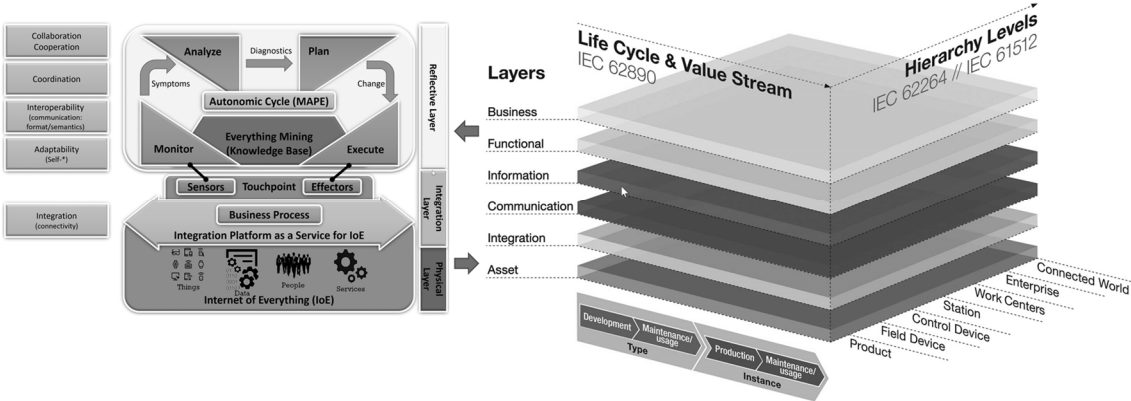 Collaboration
Cooperation
Coordination
Interoperability
(communication:
format/semantics)
Adaptability
(Self-*)
Integration
(connectivity)
Analyze
Diagnostics
Plan
Symptoms
Change
Autonomic Cycle (MAPE)
Everything Mining
(Knowledge Base)
Monitor
Execute
Sensors
Touchpoint
Effectors
Business Process
Integration Platform as a Service for IoE
Things
Data
People
Services
Internet of Everything (IoE)
Reflective Layer
Integration
Layer
Physical
Layer
Layers
Business
Functional
Information
Communication
Integration
Asset
Life Cycle & Value Stream
IEC 62890
Hierarchy Levels
IEC 62264 // IEC 61512
Connected World
Enterprise
Work Centers
Station
Control Device
Field Device
Product
Development
Maintenance/
usage
Type
Production
Maintenance/
usage
Instance